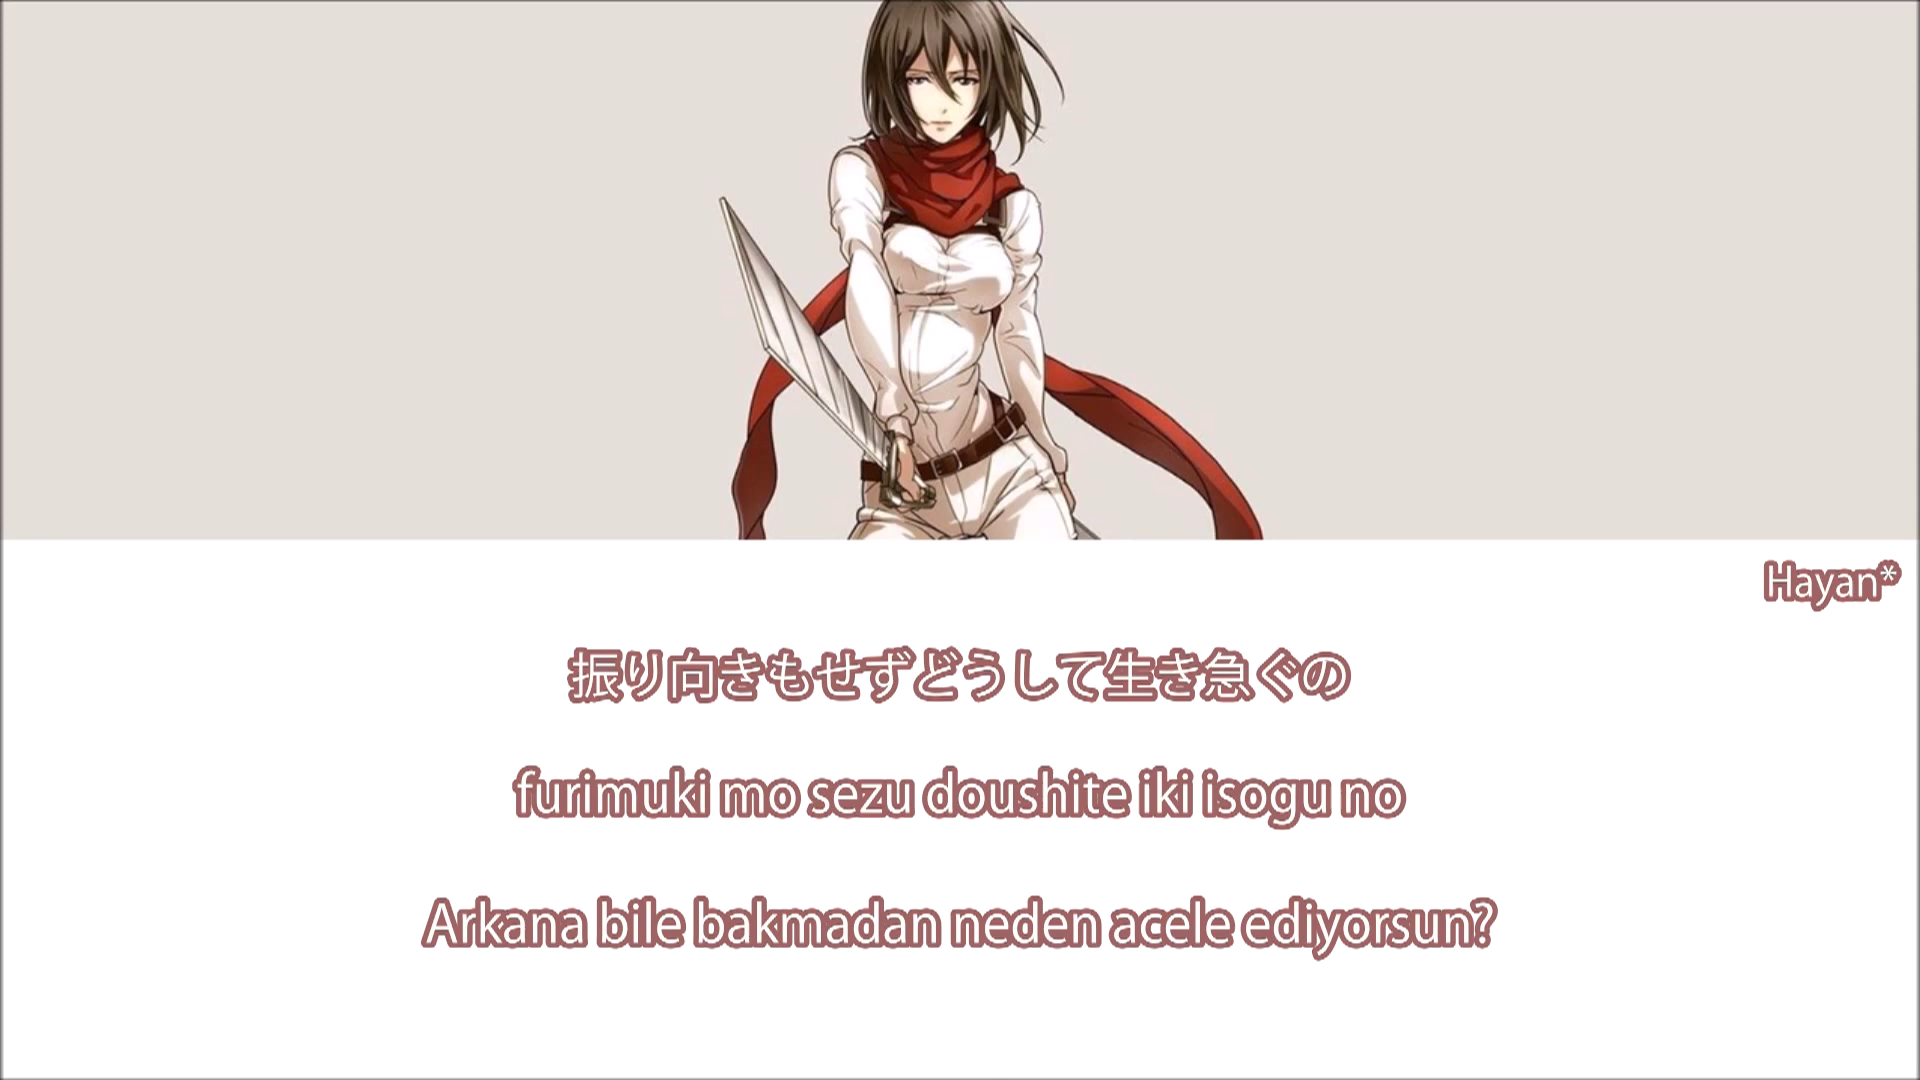 Hayan*
振り向きもせずどうして生き急ぐの
furimuki mo sezu doushite iki isogu no
Arkana bile bakmadan neden acele ediyorsun?